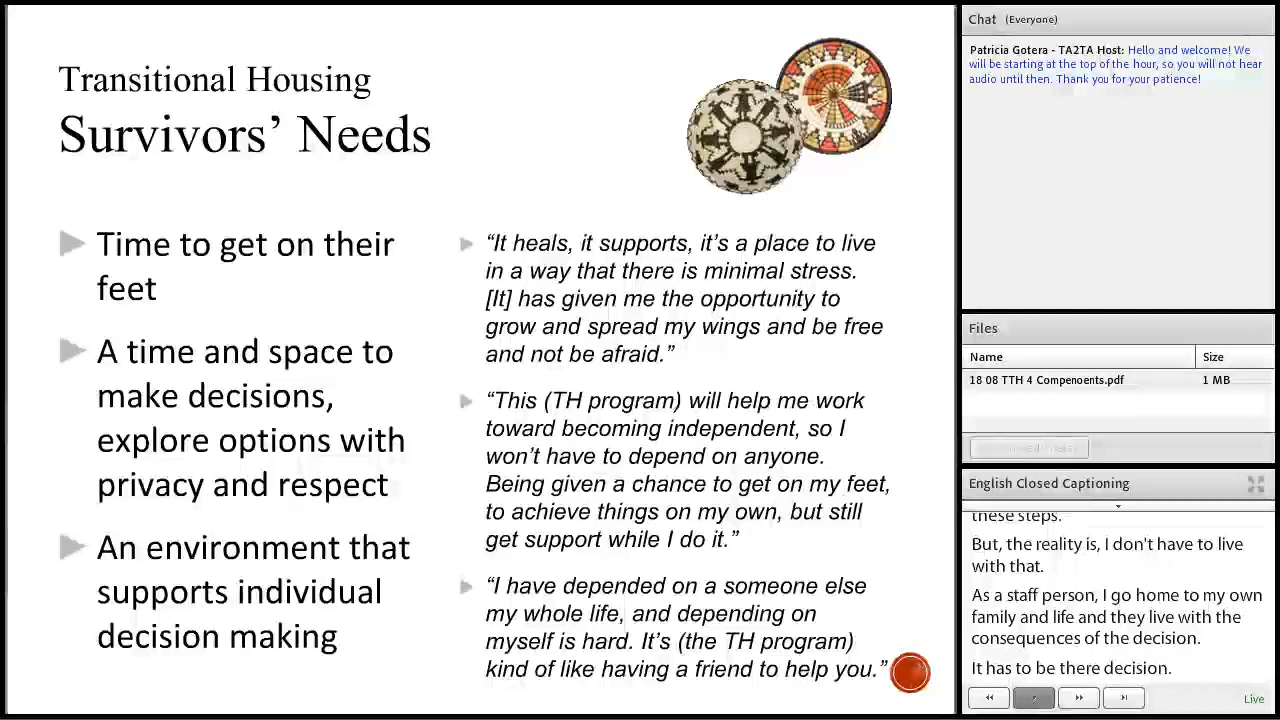 Transitional Housing
Survivors’ Needs
Time to get on their
feet
A time and space to
make decisions,
explore options with
privacy and respect
An environment that
supports individual
decision making
“It heals, it supports, it’s a place to live
in a way that there is minimal stress.
[It] has given me the opportunity to
grow and spread my wings and be free
and not be afraid.”
“This (TH program) will help me work
toward becoming independent, so I
won’t have to depend on anyone.
Being given a chance to get on my feet,
to achieve things on my own, but still
get support while I do it.”
“I have depended on a someone else
my whole life, and depending on
myself is hard. It’s (the TH program)
kind of like having a friend to help you.”
Chat (Everyone)
Patricia Gotera - TA2TA Host: Hello and welcome! We
will be starting at the top of the hour, so you will not hear
audio until then. Thank you for your patience!
Files
Name Size
18 08 TTH 4 Compenoents.pdf 1 MB
English Closed Captioning
these steps.
But, the reality is, I don't have to live
with that.
As a staff person, I go home to my own
family and life and they live with the
consequences of the decision.
It has to be there decision.
Live